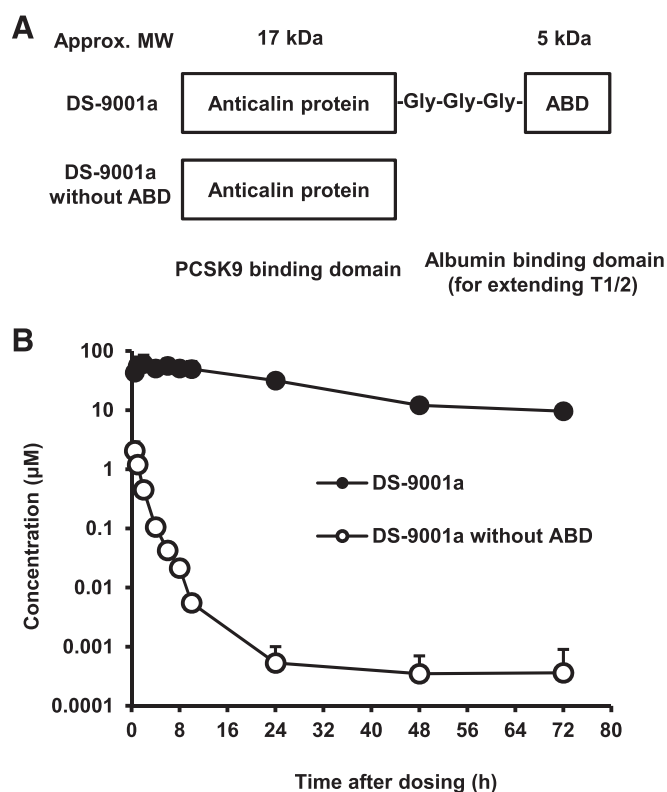 A
Approx. MW 17 kDa 5 kDa
DS-9001a Anticalin protein -Gly-Gly-Gly- ABD
DS-9001a
without ABD
Anticalin protein
PCSK9 binding domain
Albumin binding domain
(for extending T1/2)
B
100
10
1
0.1
0.01
0.001
0.0001
Concentration (μM)
DS-9001a
DS-9001a without ABD
0 8 16 24 32 40 48 56 64 72 80
Time after dosing (h)